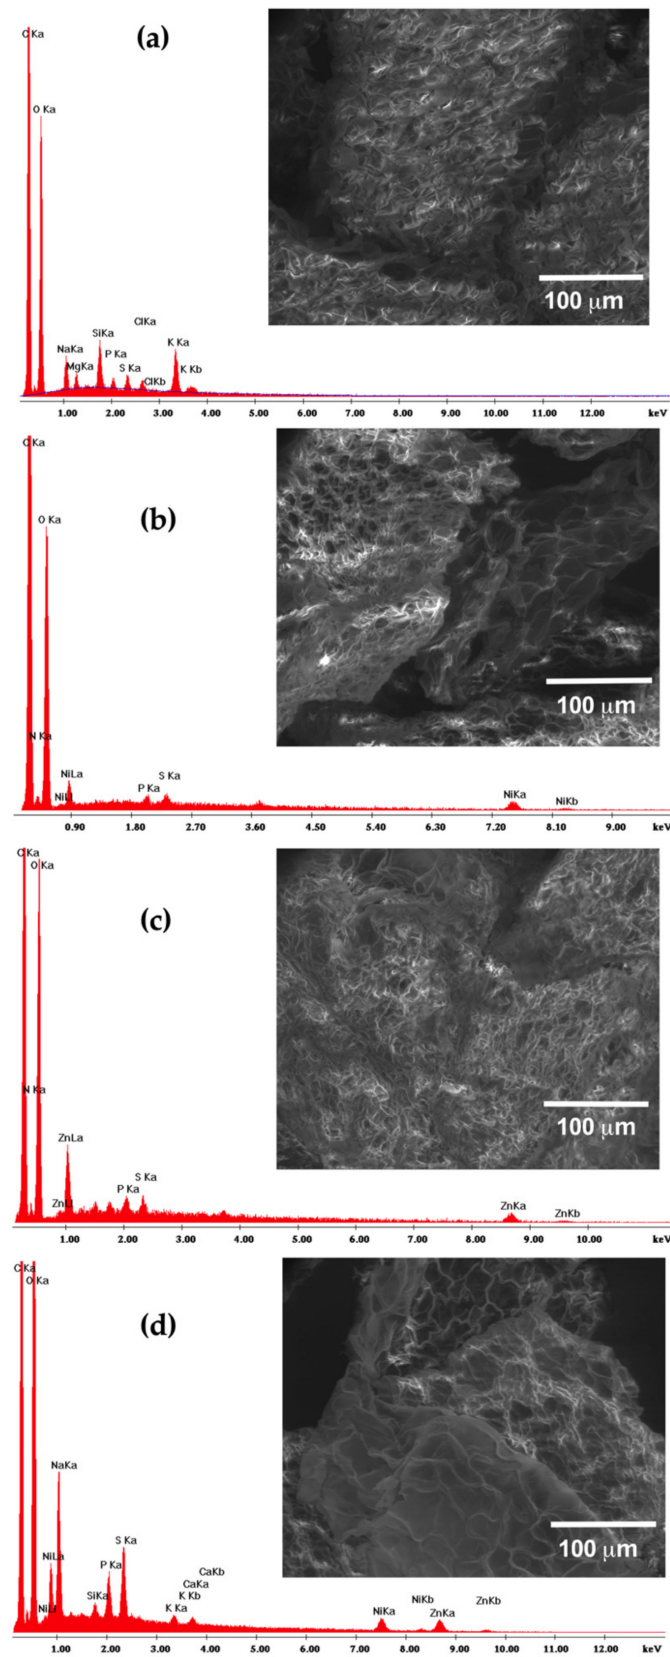 (a)
C Ka
O Ka
ClKa
SiKa
K Ka
NaKa
P Ka
MgKa
S Ka
K Kb
ClKb
100 μm
1.00 2.00 3.00 4.00 5.00 6.00 7.00 8.00 9.00 10.00 11.00 12.00 keV
(b)
C Ka
O Ka
N Ka
NiLa
NiLl
P Ka
S Ka
NiKa
NiKb
100 μm
0.90 1.80 2.70 3.60 4.50 5.40 6.30 7.20 8.10 9.00 keV
(c)
C Ka
O Ka
N Ka
ZnLa
ZnLl
P Ka
S Ka
ZnKa
ZnKb
100 μm
1.00 2.00 3.00 4.00 5.00 6.00 7.00 8.00 9.00 10.00 keV
(d)
C Ka
O Ka
NaKa
NiLa
NiLl
SiKa
P Ka
S Ka
CaKb
CaKa
K Kb
K Ka
NiKa
NiKb
ZnKa
ZnKb
100 μm
1.00 2.00 3.00 4.00 5.00 6.00 7.00 8.00 9.00 10.00 11.00 12.00 keV